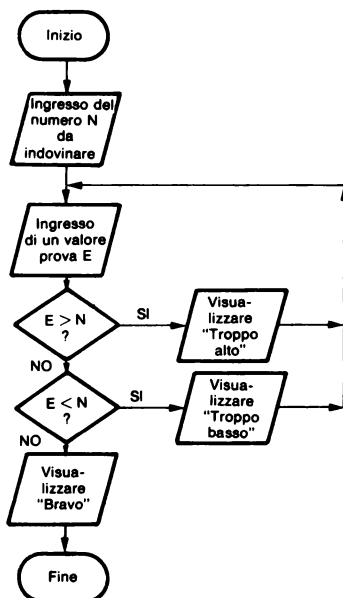 Inizio
Ingresso del
numero N
da
indovinare
Ingresso
di un valore
prova E
E > N
?
SI
Visua-
lizzare
"Troppo
alto"
NO
E < N
?
SI
Visua-
lizzare
"Troppo
basso"
NO
Visua-
lizzare
"Bravo"
Fine